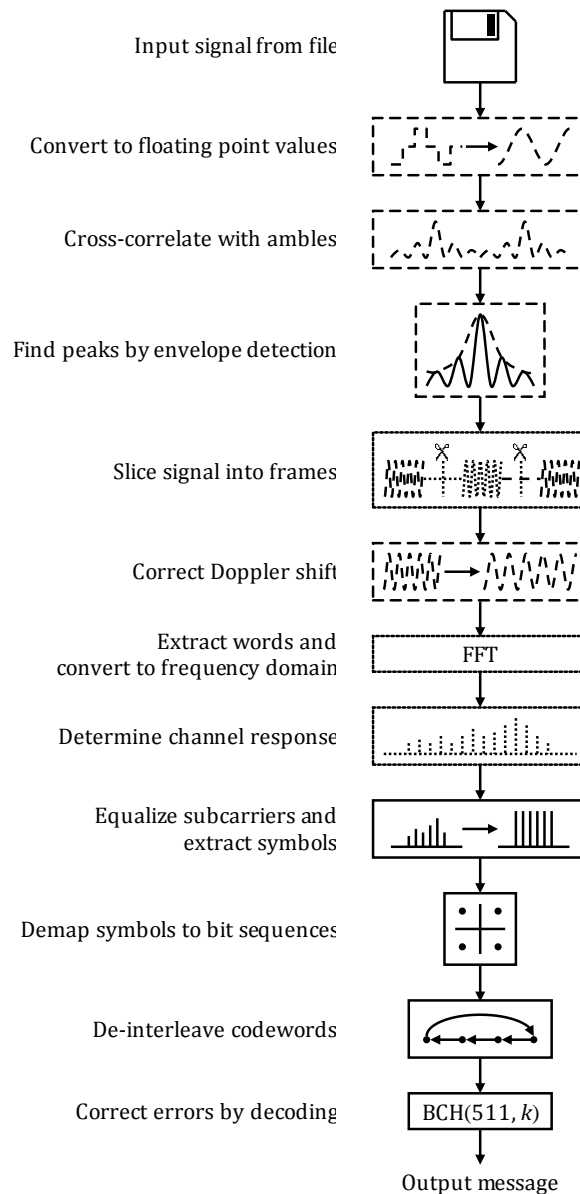 Input signal from file
Convert to floating point values
Cross-correlate with ambles
Find peaks by envelope detection
Slice signal into frames
Correct Doppler shift
Extract words and
convert to frequency domain
FFT
Determine channel response
Equalize subcarriers and
extract symbols
Demap symbols to bit sequences
De-interleave codewords
Correct errors by decoding
BCH(511, k)
Output message